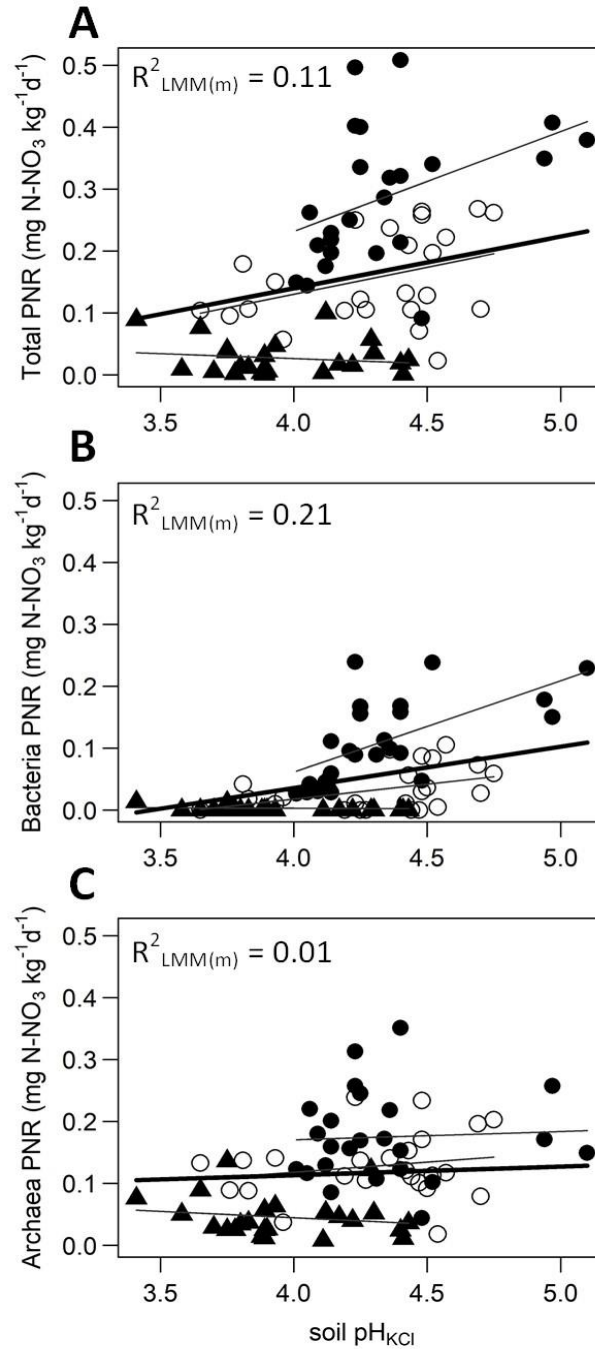 A
R²LMM(m) = 0.11
Total PNR (mg N-NO₃ kg⁻¹d⁻¹)
0.5
0.4
0.3
0.2
0.1
0.0
3.5 4.0 4.5 5.0
B
R²LMM(m) = 0.21
Bacteria PNR (mg N-NO₃ kg⁻¹d⁻¹)
0.5
0.4
0.3
0.2
0.1
0.0
3.5 4.0 4.5 5.0
C
R²LMM(m) = 0.01
Archaea PNR (mg N-NO₃ kg⁻¹d⁻¹)
0.5
0.4
0.3
0.2
0.1
0.0
3.5 4.0 4.5 5.0
soil pHKCl